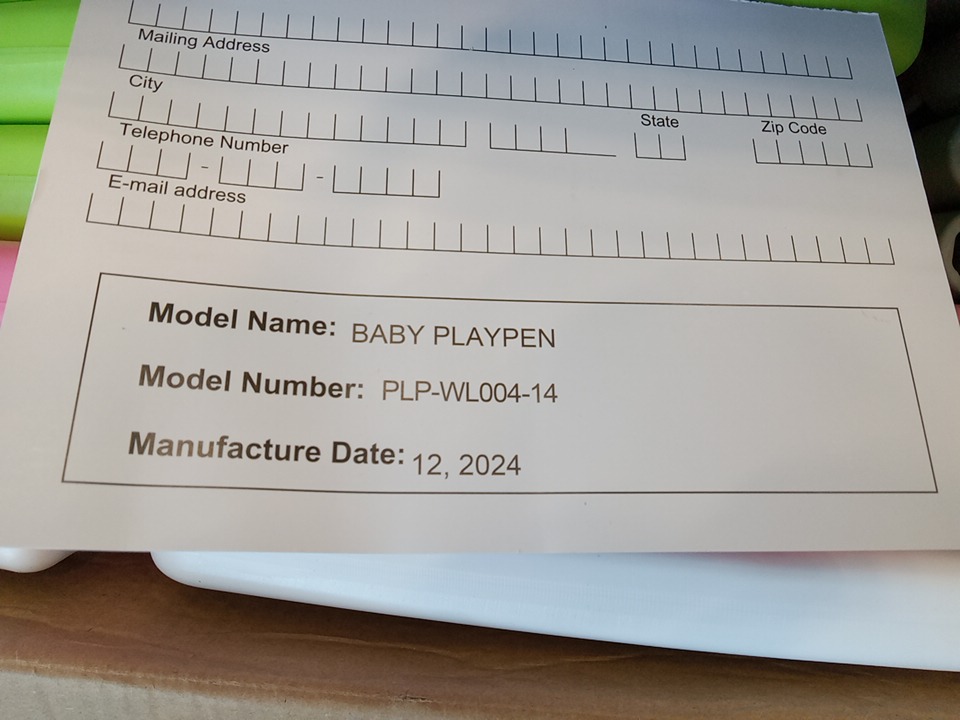 Mailing Address
City
State Zip Code
Telephone Number
- -
E-mail address
Model Name: BABY PLAYPEN
Model Number: PLP-WL004-14
Manufacture Date: 12, 2024